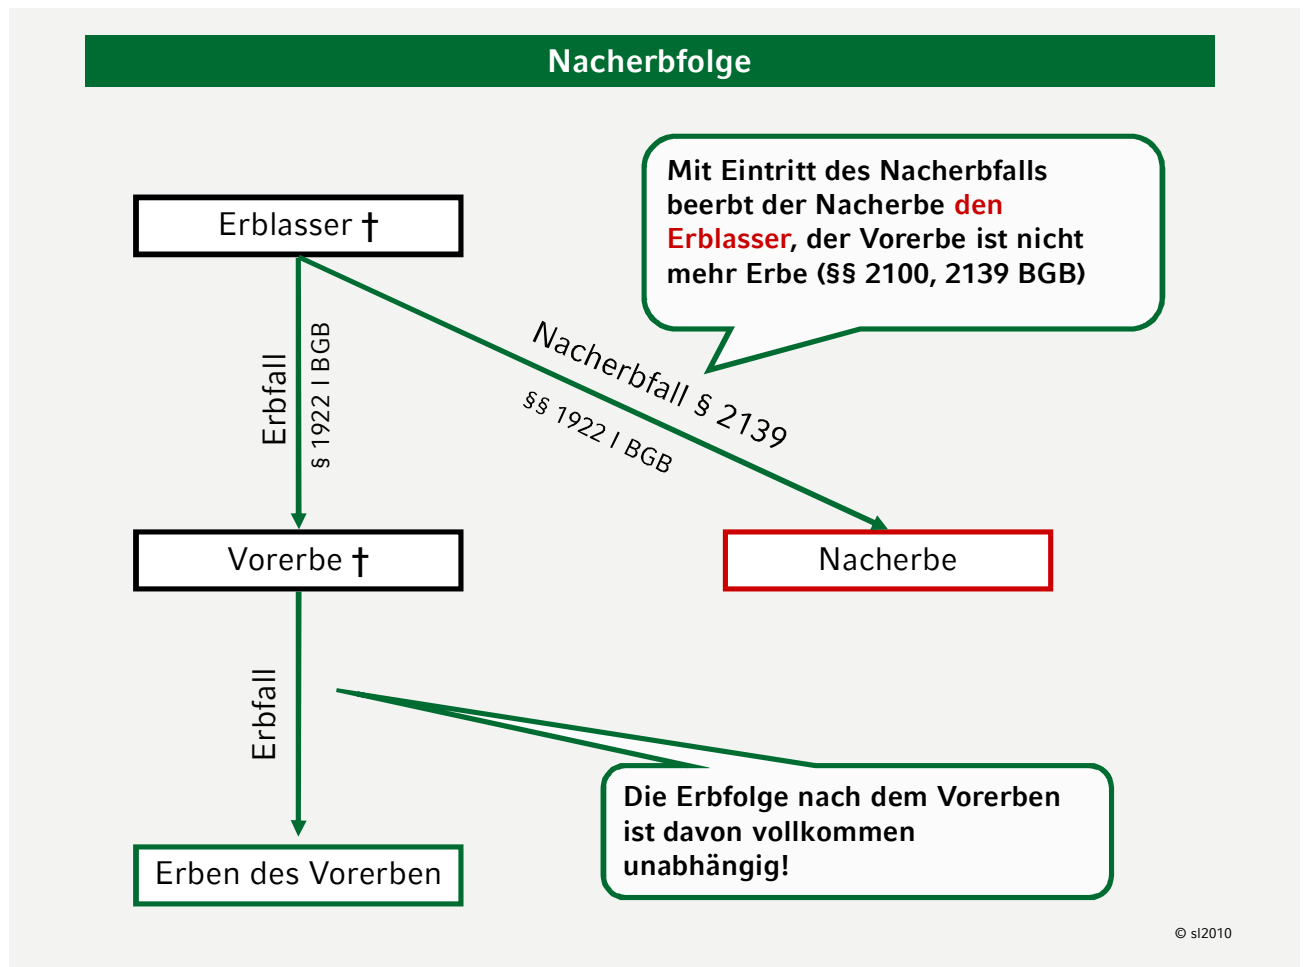 Nacherbfolge
Mit Eintritt des Nacherbfalls
beerbt der Nacherbe den
Erblasser, der Vorerbe ist nicht
mehr Erbe (§§ 2100, 2139 BGB)
Erblasser †
Erbfall
§ 1922 I BGB
Nacherbfall § 2139
§§ 1922 I BGB
Vorerbe †
Nacherbe
Erbfall
Die Erbfolge nach dem Vorerben
ist davon vollkommen
unabhängig!
Erben des Vorerben
© sl2010